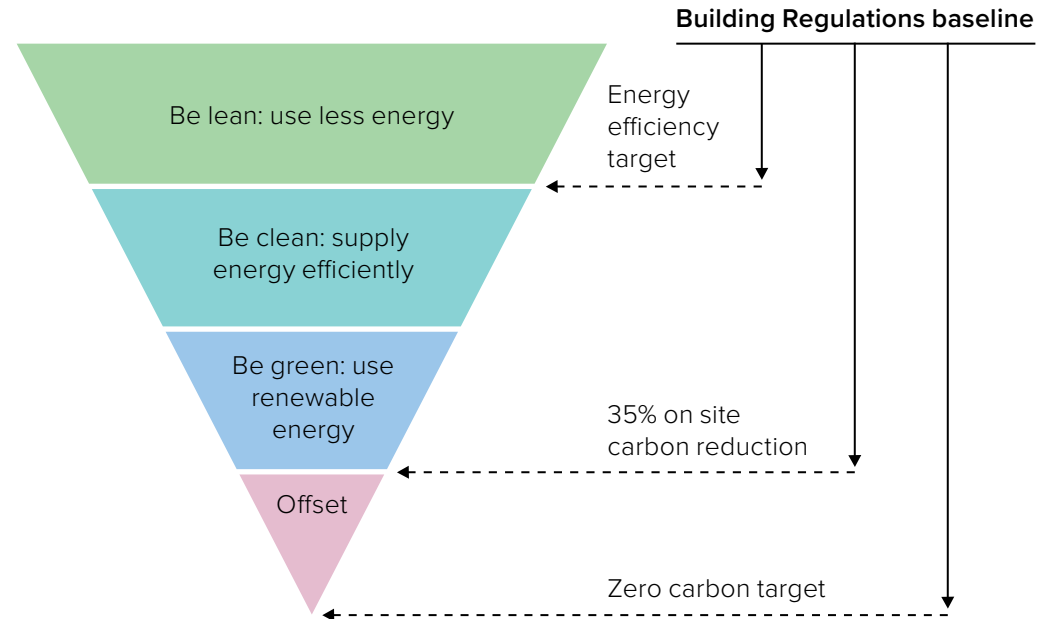 Building Regulations baseline
Be lean: use less energy
Energy
efficiency
target
Be clean: supply
energy efficiently
Be green: use
renewable
energy
35% on site
carbon reduction
Offset
Zero carbon target